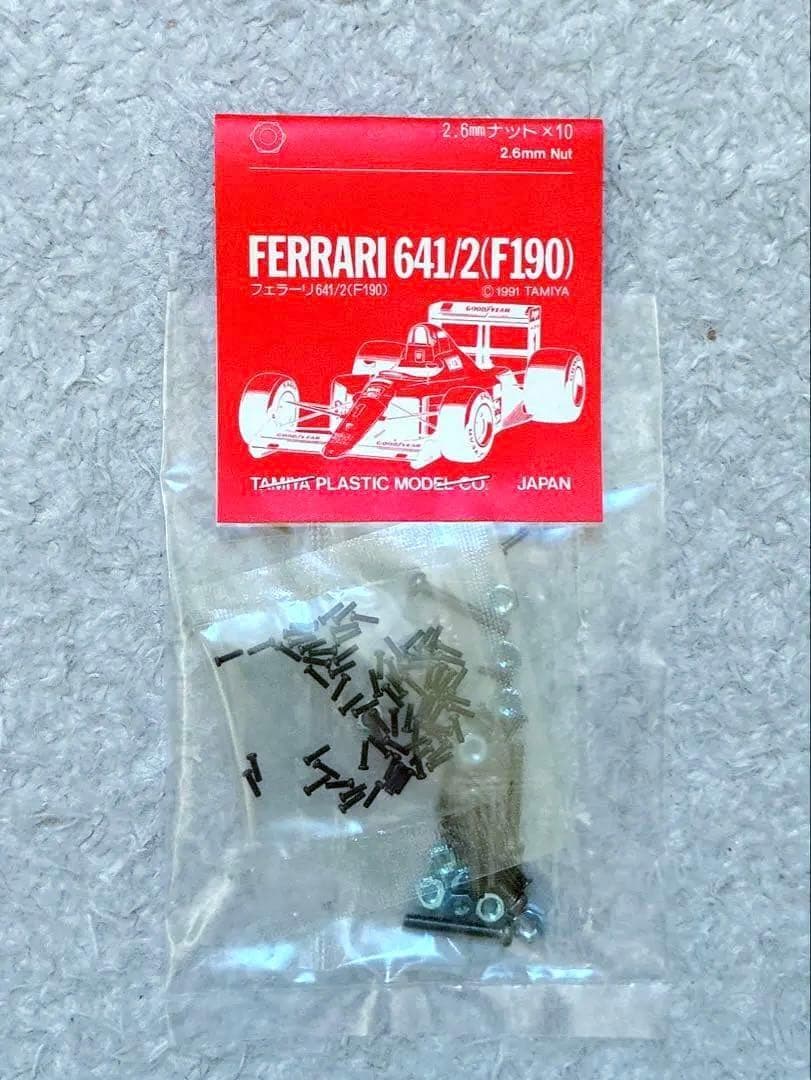 2.6mmナット×10
2.6mm Nut
FERRARI 641/2(F190)
フェラーリ641/2(F190)
©1991 TAMIYA
GOODYEAR
GOODYEAR
GOODYEAR
TAMIYA PLASTIC MODEL CO. JAPAN